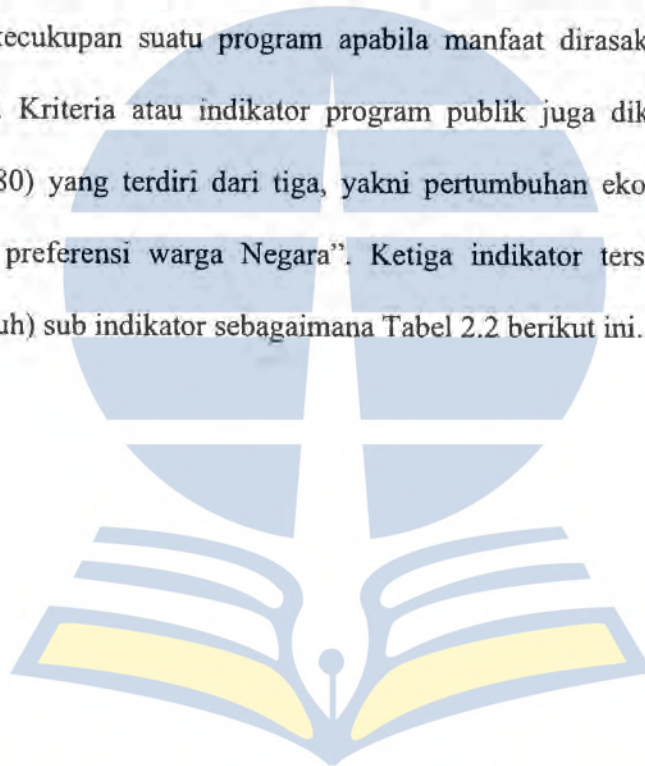 kecukupan suatu program apabila manfaat dirasak
. Kriteria atau indikator program publik juga dik
80) yang terdiri dari tiga, yakni pertumbuhan eko
preferensi warga Negara”. Ketiga indikator ters
uh) sub indikator sebagaimana Tabel 2.2 berikut ini.